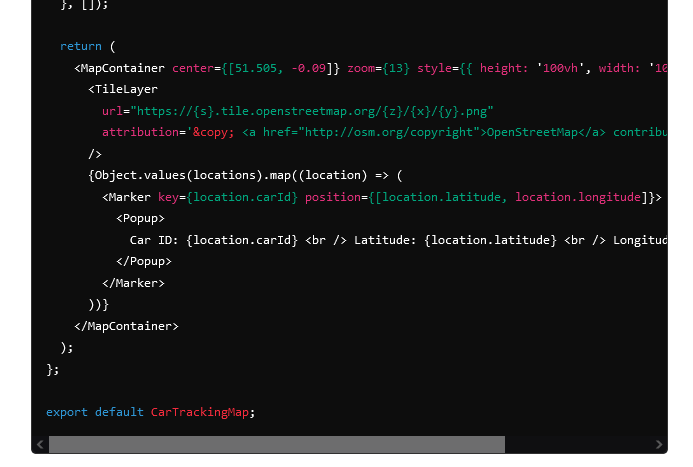 }, []);
return (
<MapContainer center={[51.505, -0.09]} zoom={13} style={{ height: '100vh', width: '10
<TileLayer
url="https://{s}.tile.openstreetmap.org/{z}/{x}/{y}.png"
attribution='&copy; <a href="http://osm.org/copyright">OpenStreetMap</a> contribu
/>
{Object.values(locations).map((location) => (
<Marker key={location.carId} position={[location.latitude, location.longitude]}>
<Popup>
Car ID: {location.carId} <br /> Latitude: {location.latitude} <br /> Longitud
</Popup>
</Marker>
))}
</MapContainer>
);
};
export default CarTrackingMap;